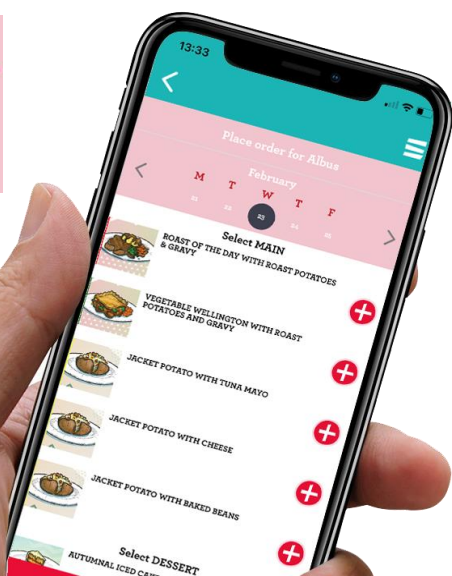 13:33
Place order for Albus
February
M T W T F
23
Select MAIN
ROAST OF THE DAY WITH ROAST POTATOES
& GRAVY
VEGETABLE WELLINGTON WITH ROAST
POTATOES AND GRAVY
JACKET POTATO WITH TUNA MAYO
JACKET POTATO WITH CHEESE
JACKET POTATO WITH BAKED BEANS
Select DESSERT
AUTUMNAL ICED